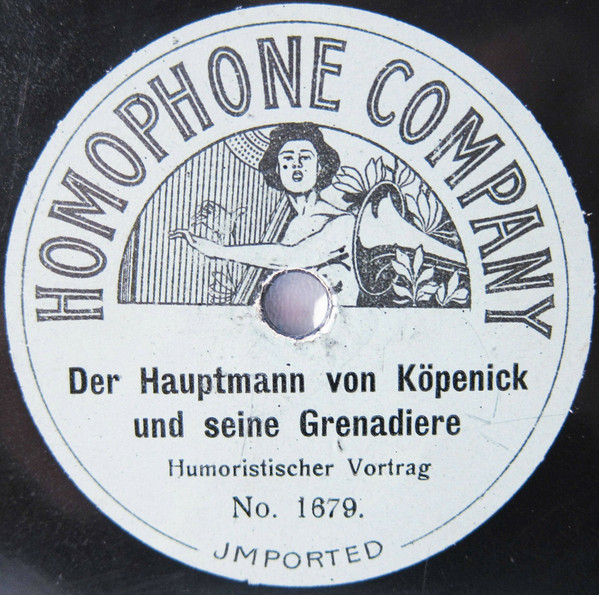 HOMOPHONE COMPANY
Der Hauptmann von Köpenick
und seine Grenadiere
Humoristischer Vortrag
No. 1679.
JMPORTED